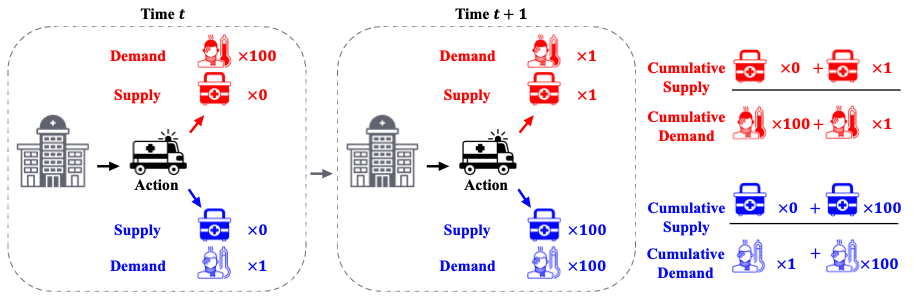 Time t
Demand ×100
Supply ×0
Action
Supply ×0
Demand ×1
Time t + 1
Demand ×1
Supply ×1
Action
Supply ×100
Demand ×100
Cumulative Supply ×0 + ×1
Cumulative Demand ×100 + ×1
Cumulative Supply ×0 + ×100
Cumulative Demand ×1 + ×100